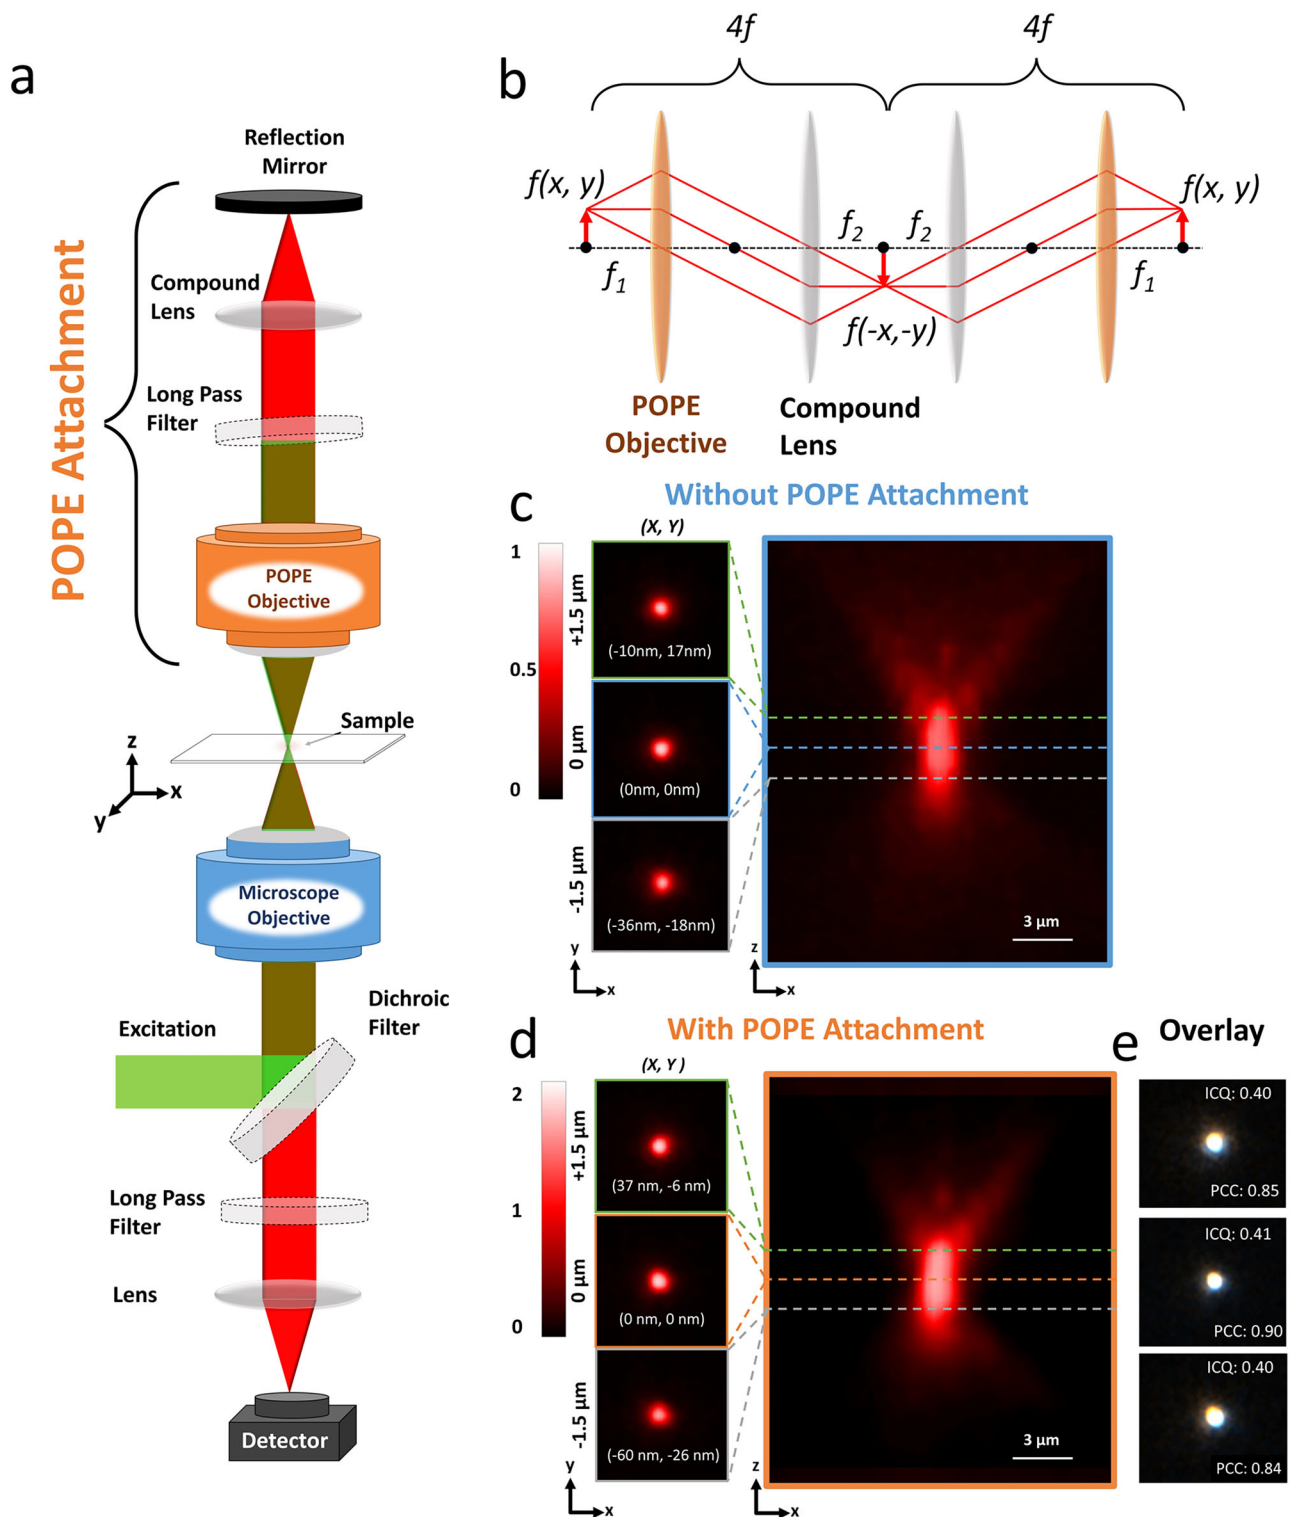 a
Reflection
Mirror
Compound
Lens
Long Pass
Filter
POPE Attachment
POPE
Objective
Sample
z
x
y
Microscope
Objective
Dichroic
Filter
Excitation
Long Pass
Filter
Lens
Detector
b
4f
4f
f(x, y)
f1
f2
f2
f(-x,-y)
f(x, y)
f1
POPE
Objective
Compound
Lens
c
Without POPE Attachment
(X, Y)
1
0.5
0
+1.5 µm
0 µm
-1.5 µm
(-10nm, 17nm)
(0nm, 0nm)
(-36nm, -18nm)
3 µm
y
x
z
x
d
With POPE Attachment
(X, Y )
2
1
0
+1.5 µm
0 µm
-1.5 µm
(37 nm, -6 nm)
(0 nm, 0 nm)
(-60 nm, -26 nm)
3 µm
y
x
z
x
e
Overlay
ICQ: 0.40
PCC: 0.85
ICQ: 0.41
PCC: 0.90
ICQ: 0.40
PCC: 0.84